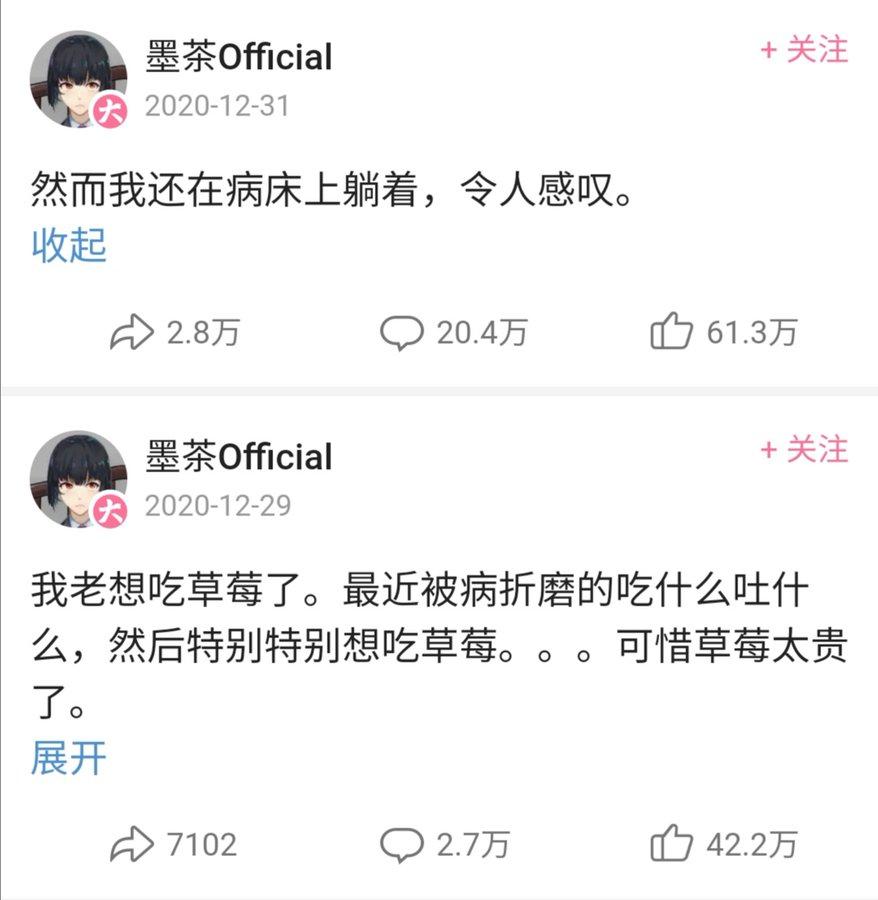 墨茶Official
+ 关注
2020-12-31
大
然而我还在病床上躺着，令人感叹。
收起
2.8万
20.4万
61.3万
墨茶Official
+ 关注
2020-12-29
大
我老想吃草莓了。最近被病折磨的吃什么吐什
么，然后特别特别想吃草莓。。。可惜草莓太贵
了。
展开
7102
2.7万
42.2万